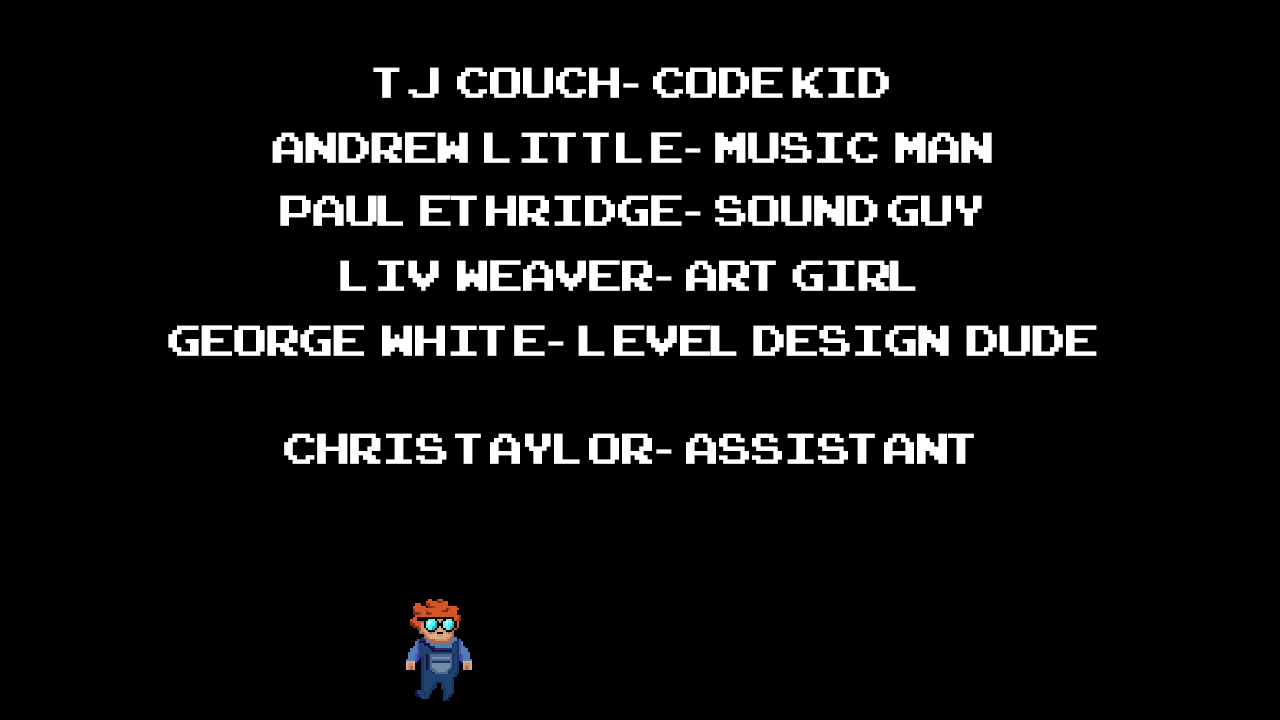 TJ COUCH- CODE KID
ANDREW LITTLE- MUSIC MAN
PAUL ETHRIDGE- SOUND GUY
LIV WEAVER- ART GIRL
GEORGE WHITE- LEVEL DESIGN DUDE
CHRIS TAYLOR- ASSISTANT